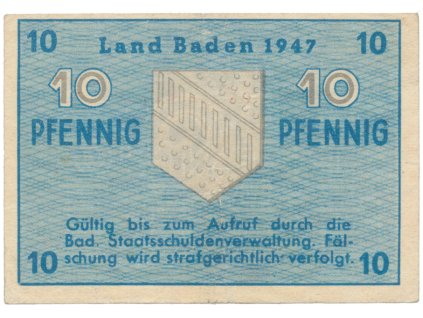 10 Land Baden 1947 10
10 10
PFENNIG PFENNIG
Gültig bis zum Aufruf durch die
Bad. Staatsschuldenverwaltung. Fäl-
10 schung wird strafgerichtlich verfolgt. 10